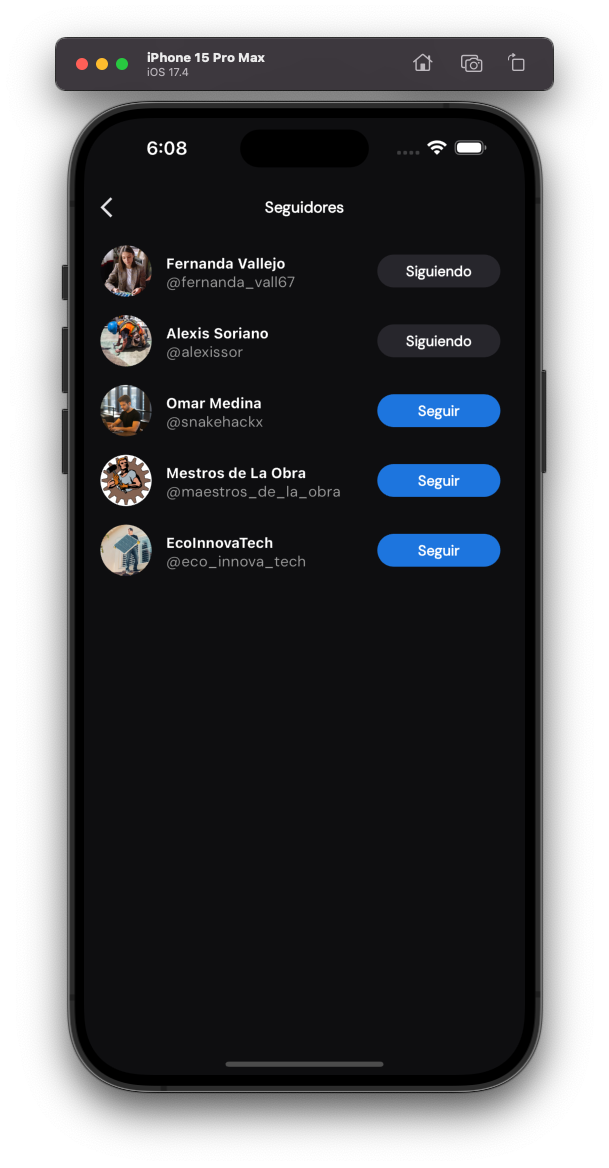 iPhone 15 Pro Max
iOS 17.4
6:08
Seguidores
Fernanda Vallejo
@fernanda_vall67
Siguiendo
Alexis Soriano
@alexissor
Siguiendo
Omar Medina
@snakehackx
Seguir
Mestros de La Obra
@maestros_de_la_obra
Seguir
EcoInnovaTech
@eco_innova_tech
Seguir